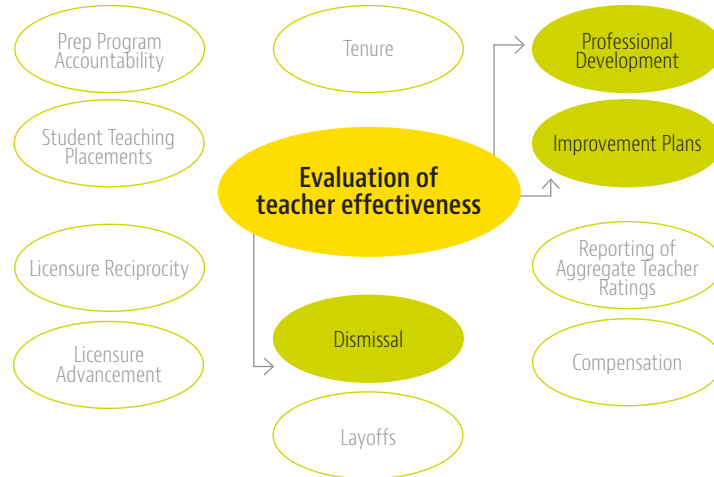 Prep Program
Accountability
Tenure
Professional
Development
Student Teaching
Placements
Improvement Plans
Evaluation of
teacher effectiveness
Licensure Reciprocity
Reporting of
Aggregate Teacher
Ratings
Dismissal
Licensure
Advancement
Compensation
Layoffs